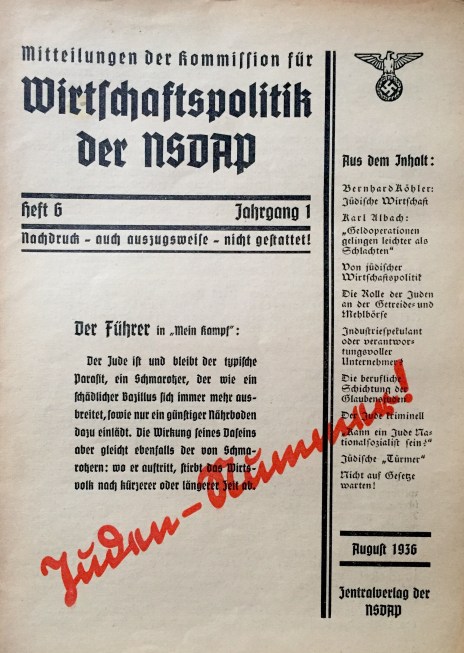 Mitteilungen der Kommission für
Wirtschaftspolitik
der NSDAP
Heft 6 Jahrgang 1
Nachdruck - auch auszugsweise - nicht gestattet!
Der Führer in „Mein Kampf":
Der Jude ist und bleibt der typische
Parasit, ein Schmarotzer, der wie ein
schädlicher Bazillus sich immer mehr aus-
breitet, sowie nur ein günstiger Nährboden
dazu einlädt. Die Wirkung seines Daseins
aber gleicht ebenfalls der von Schma-
rotzern: wo er auftritt, stirbt das Wirts-
volk nach kürzerer oder längerer Zeit ab.
Juden-Nummer!
Aus dem Inhalt:
Bernhard Köhler:
Jüdische Wirtschaft
Karl Albach:
„Geldoperationen
gelingen leichter als
Schlachten"
Von jüdischer
Wirtschaftspolitik
Die Rolle der Juden
an der Getreide- und
Mehlbörse
Industriespekulant
oder verantwor-
tungsvoller
Unternehmer?
Die berufliche
Schichtung der
Glaubensjuden
Der Jude kriminell
„Kann ein Jude Na-
tionalsozialist sein?"
Jüdische „Türmer"
Nicht auf Gesetze
warten!
August 1936
Zentralverlag der
NSDAP